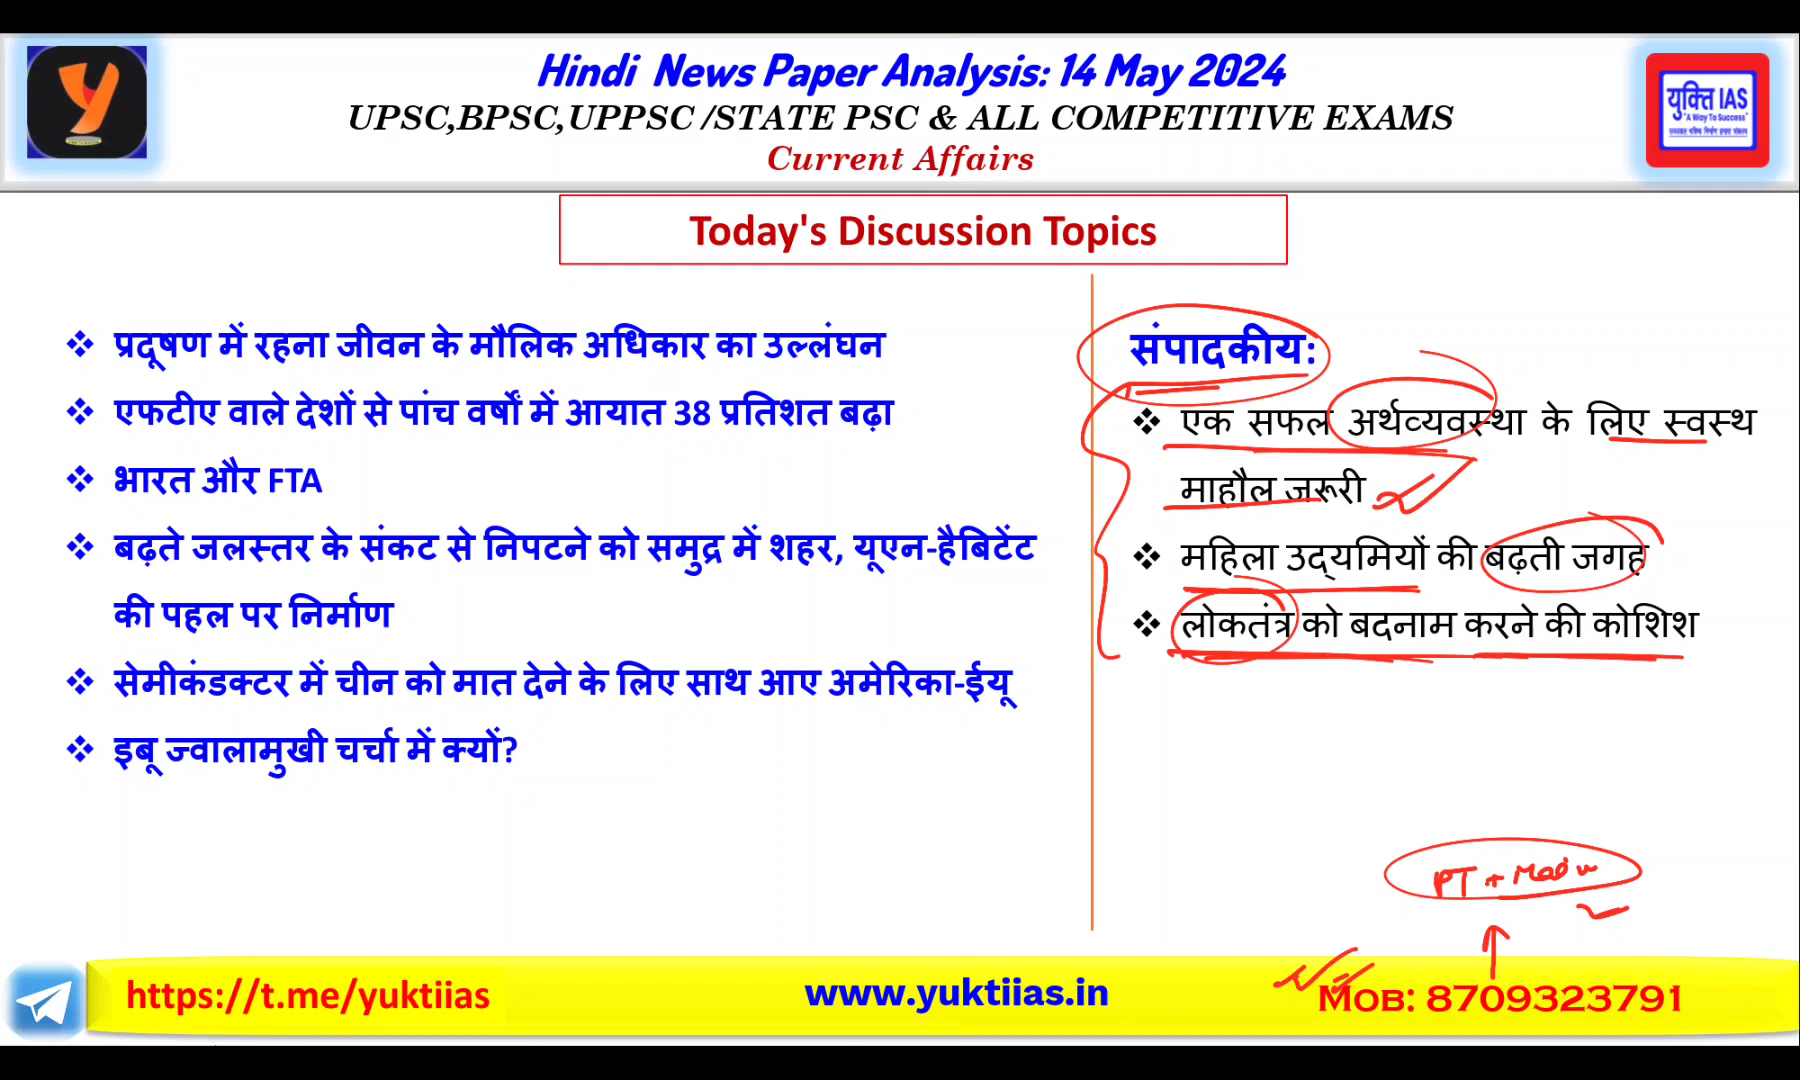 Hindi News Paper Analysis: 14 May 2024
UPSC,BPSC,UPPSC /STATE PSC & ALL COMPETITIVE EXAMS
Current Affairs
युक्ति IAS
"A Way To Success"
Today's Discussion Topics
❖ प्रदूषण में रहना जीवन के मौलिक अधिकार का उल्लंघन
❖ एफटीए वाले देशों से पांच वर्षों में आयात 38 प्रतिशत बढ़ा
❖ भारत और FTA
❖ बढ़ते जलस्तर के संकट से निपटने को समुद्र में शहर, यूएन-हैबिटेंट
की पहल पर निर्माण
❖ सेमीकंडक्टर में चीन को मात देने के लिए साथ आए अमेरिका-ईयू
❖ इबू ज्वालामुखी चर्चा में क्यों?
संपादकीय:
❖ एक सफल अर्थव्यवस्था के लिए स्वस्थ
माहौल जरूरी
❖ महिला उद्यमियों की बढ़ती जगह
❖ लोकतंत्र को बदनाम करने की कोशिश
PT +
https://t.me/yuktiias
www.yuktiias.in
MOB: 8709323791